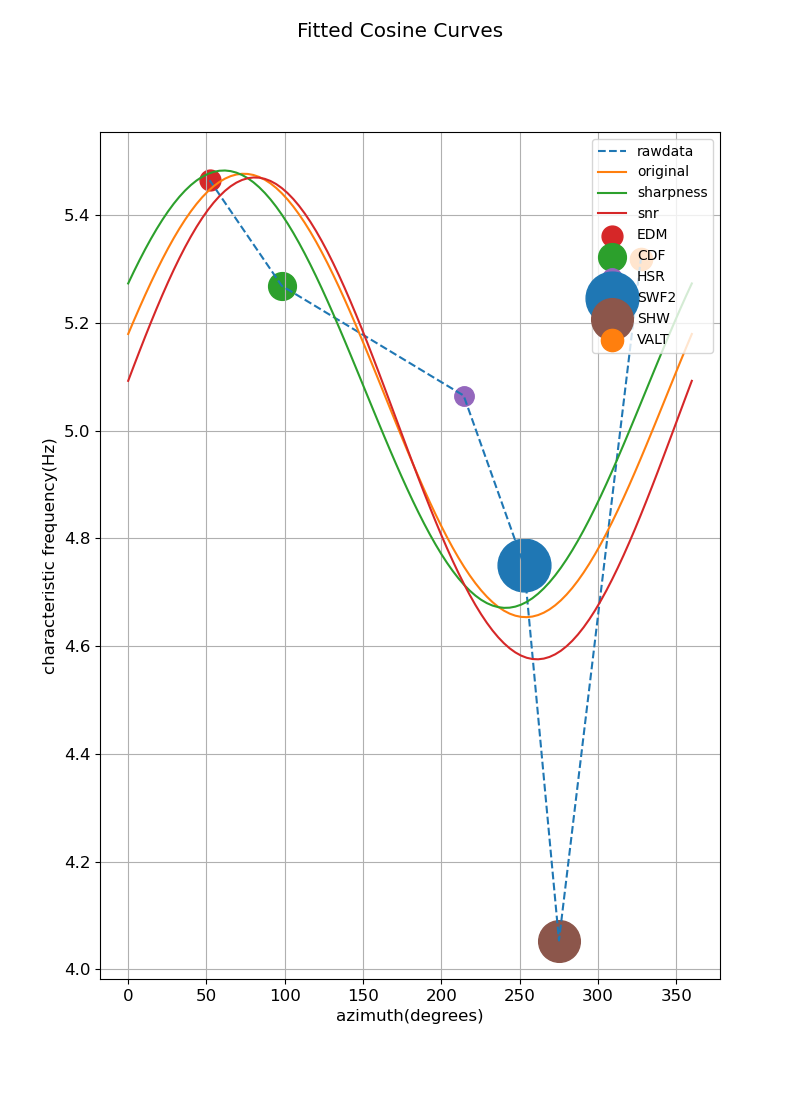 Fitted Cosine Curves
rawdata
original
sharpness
snr
EDM
CDF
HSR
SWF2
SHW
VALT
5.4
5.2
5.0
4.8
4.6
4.4
4.2
4.0
characteristic frequency(Hz)
0 50 100 150 200 250 300 350
azimuth(degrees)